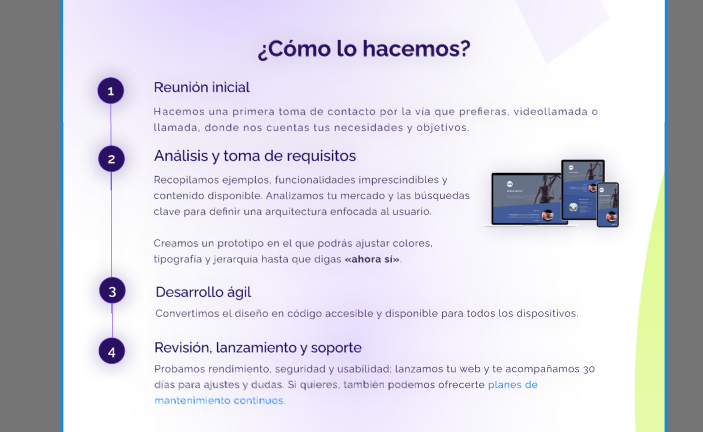 ¿Cómo lo hacemos?
1
Reunión inicial
Hacemos una primera toma de contacto por la vía que prefieras, videollamada o
llamada, donde nos cuentas tus necesidades y objetivos.
2
Análisis y toma de requisitos
Recopilamos ejemplos, funcionalidades imprescindibles y
contenido disponible. Analizamos tu mercado y las búsquedas
clave para definir una arquitectura enfocada al usuario.
Creamos un prototipo en el que podrás ajustar colores,
tipografía y jerarquía hasta que digas «ahora sí».
3
Desarrollo ágil
Convertimos el diseño en código accesible y disponible para todos los dispositivos.
4
Revisión, lanzamiento y soporte
Probamos rendimiento, seguridad y usabilidad; lanzamos tu web y te acompañamos 30
días para ajustes y dudas. Si quieres, también podemos ofrecerte planes de
mantenimiento continuos.